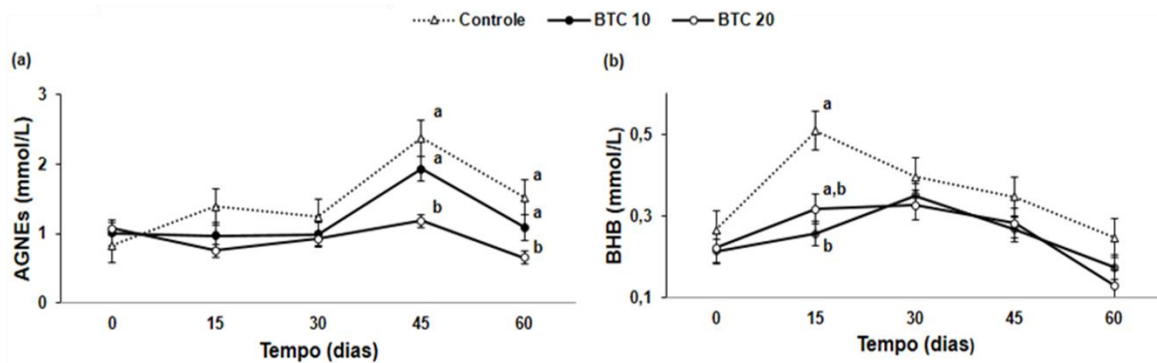 Controle BTC 10 BTC 20
(a)
AGNEs (mmol/L)
3
2
1
0
a
a
b
a
a
b
0 15 30 45 60
Tempo (dias)
(b)
BHB (mmol/L)
0,5
0,3
0,1
a
a,b
b
0 15 30 45 60
Tempo (dias)